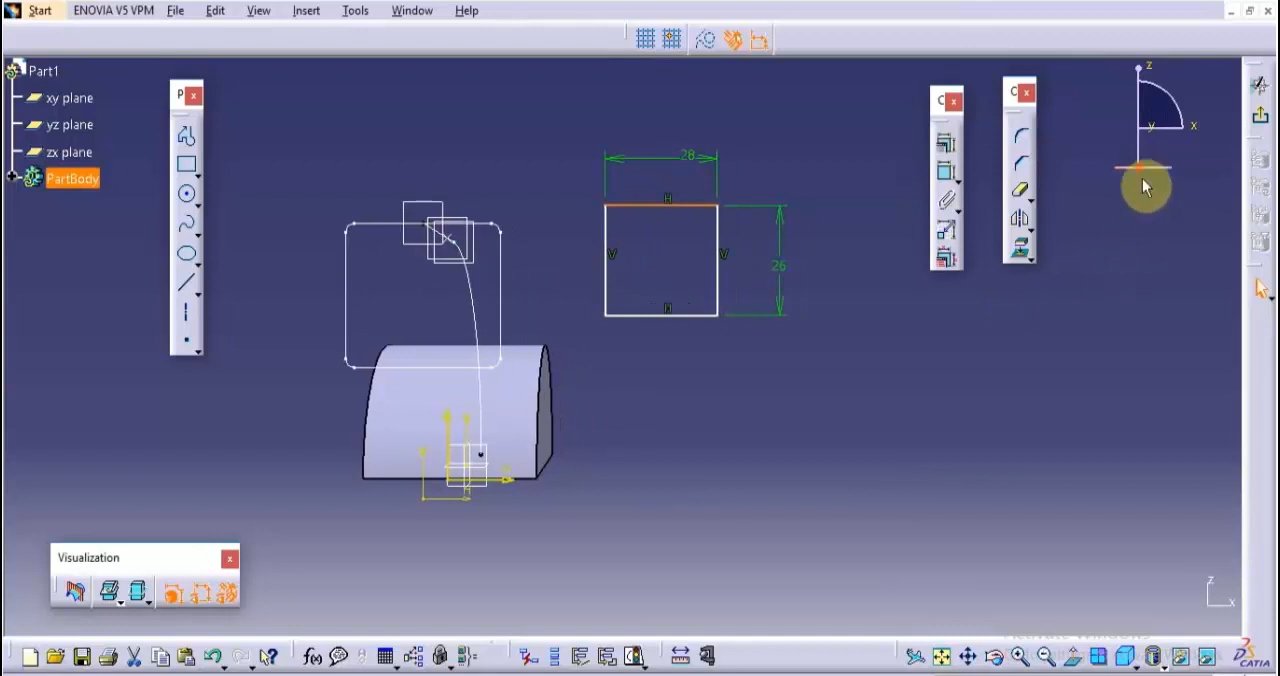 Start ENOVIA V5 VPM File Edit View Insert Tools Window Help
Part1
xy plane
yz plane
zx plane
PartBody
P
C
C
z
y
x
28
H
V
V
26
H
Visualization
z
x
f(x)
CATIA